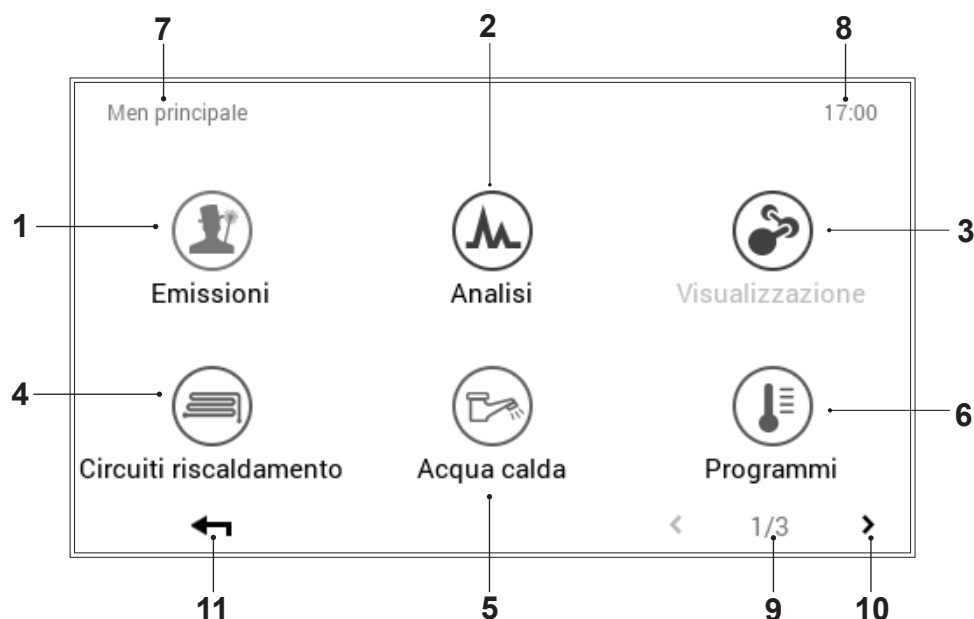 7 2 8
Men principale 17:00
1 3
Emissioni Analisi Visualizzazione
4 6
Circuiti riscaldamento Acqua calda Programmi
1/3
11 5 9 10